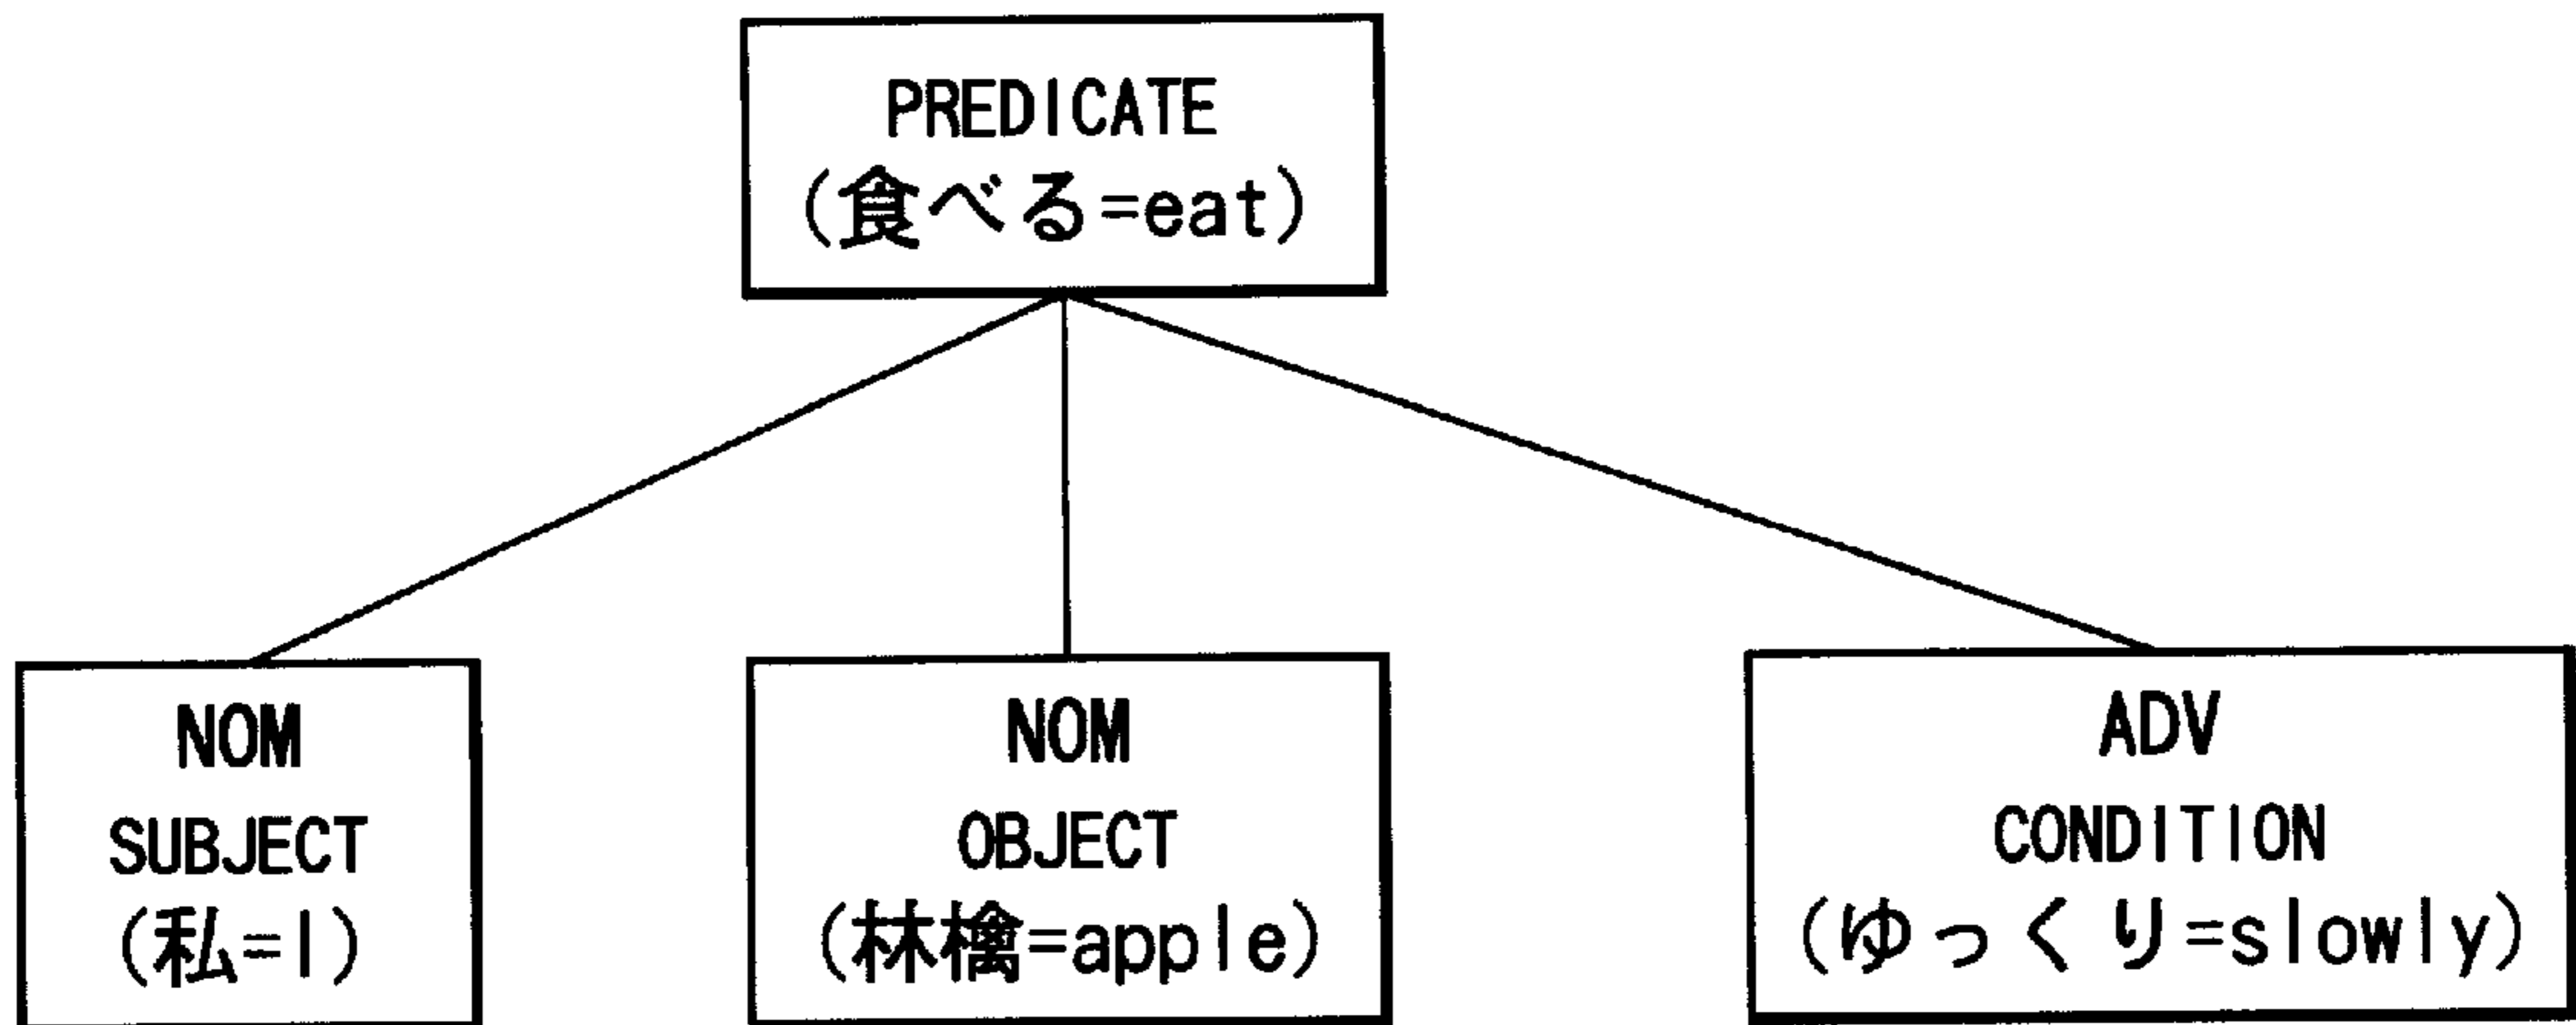 PREDICATE
(食べる=eat)
NOM
SUBJECT
(私=I)
NOM
OBJECT
(林檎=apple)
ADV
CONDITION
(ゆっくり=slowly)